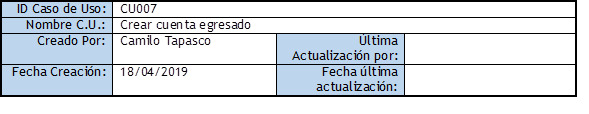 ID Caso de Uso: CU007
Nombre C.U.: Crear cuenta egresado
Creado Por: Camilo Tapasco Última
Actualización por:
Fecha Creación: 18/04/2019 Fecha última
actualización: